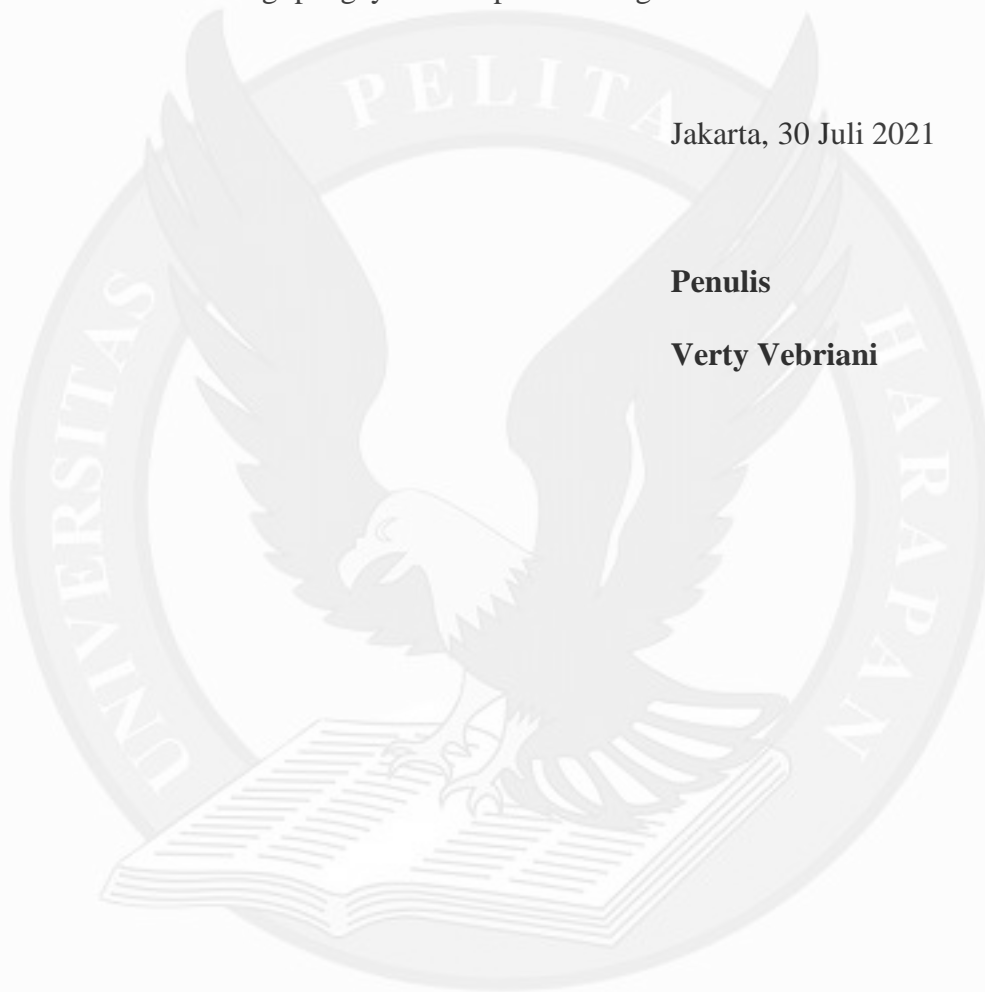 PELITA
UNIVERSITAS
HARAPAN
Jakarta, 30 Juli 2021
Penulis
Verty Vebriani